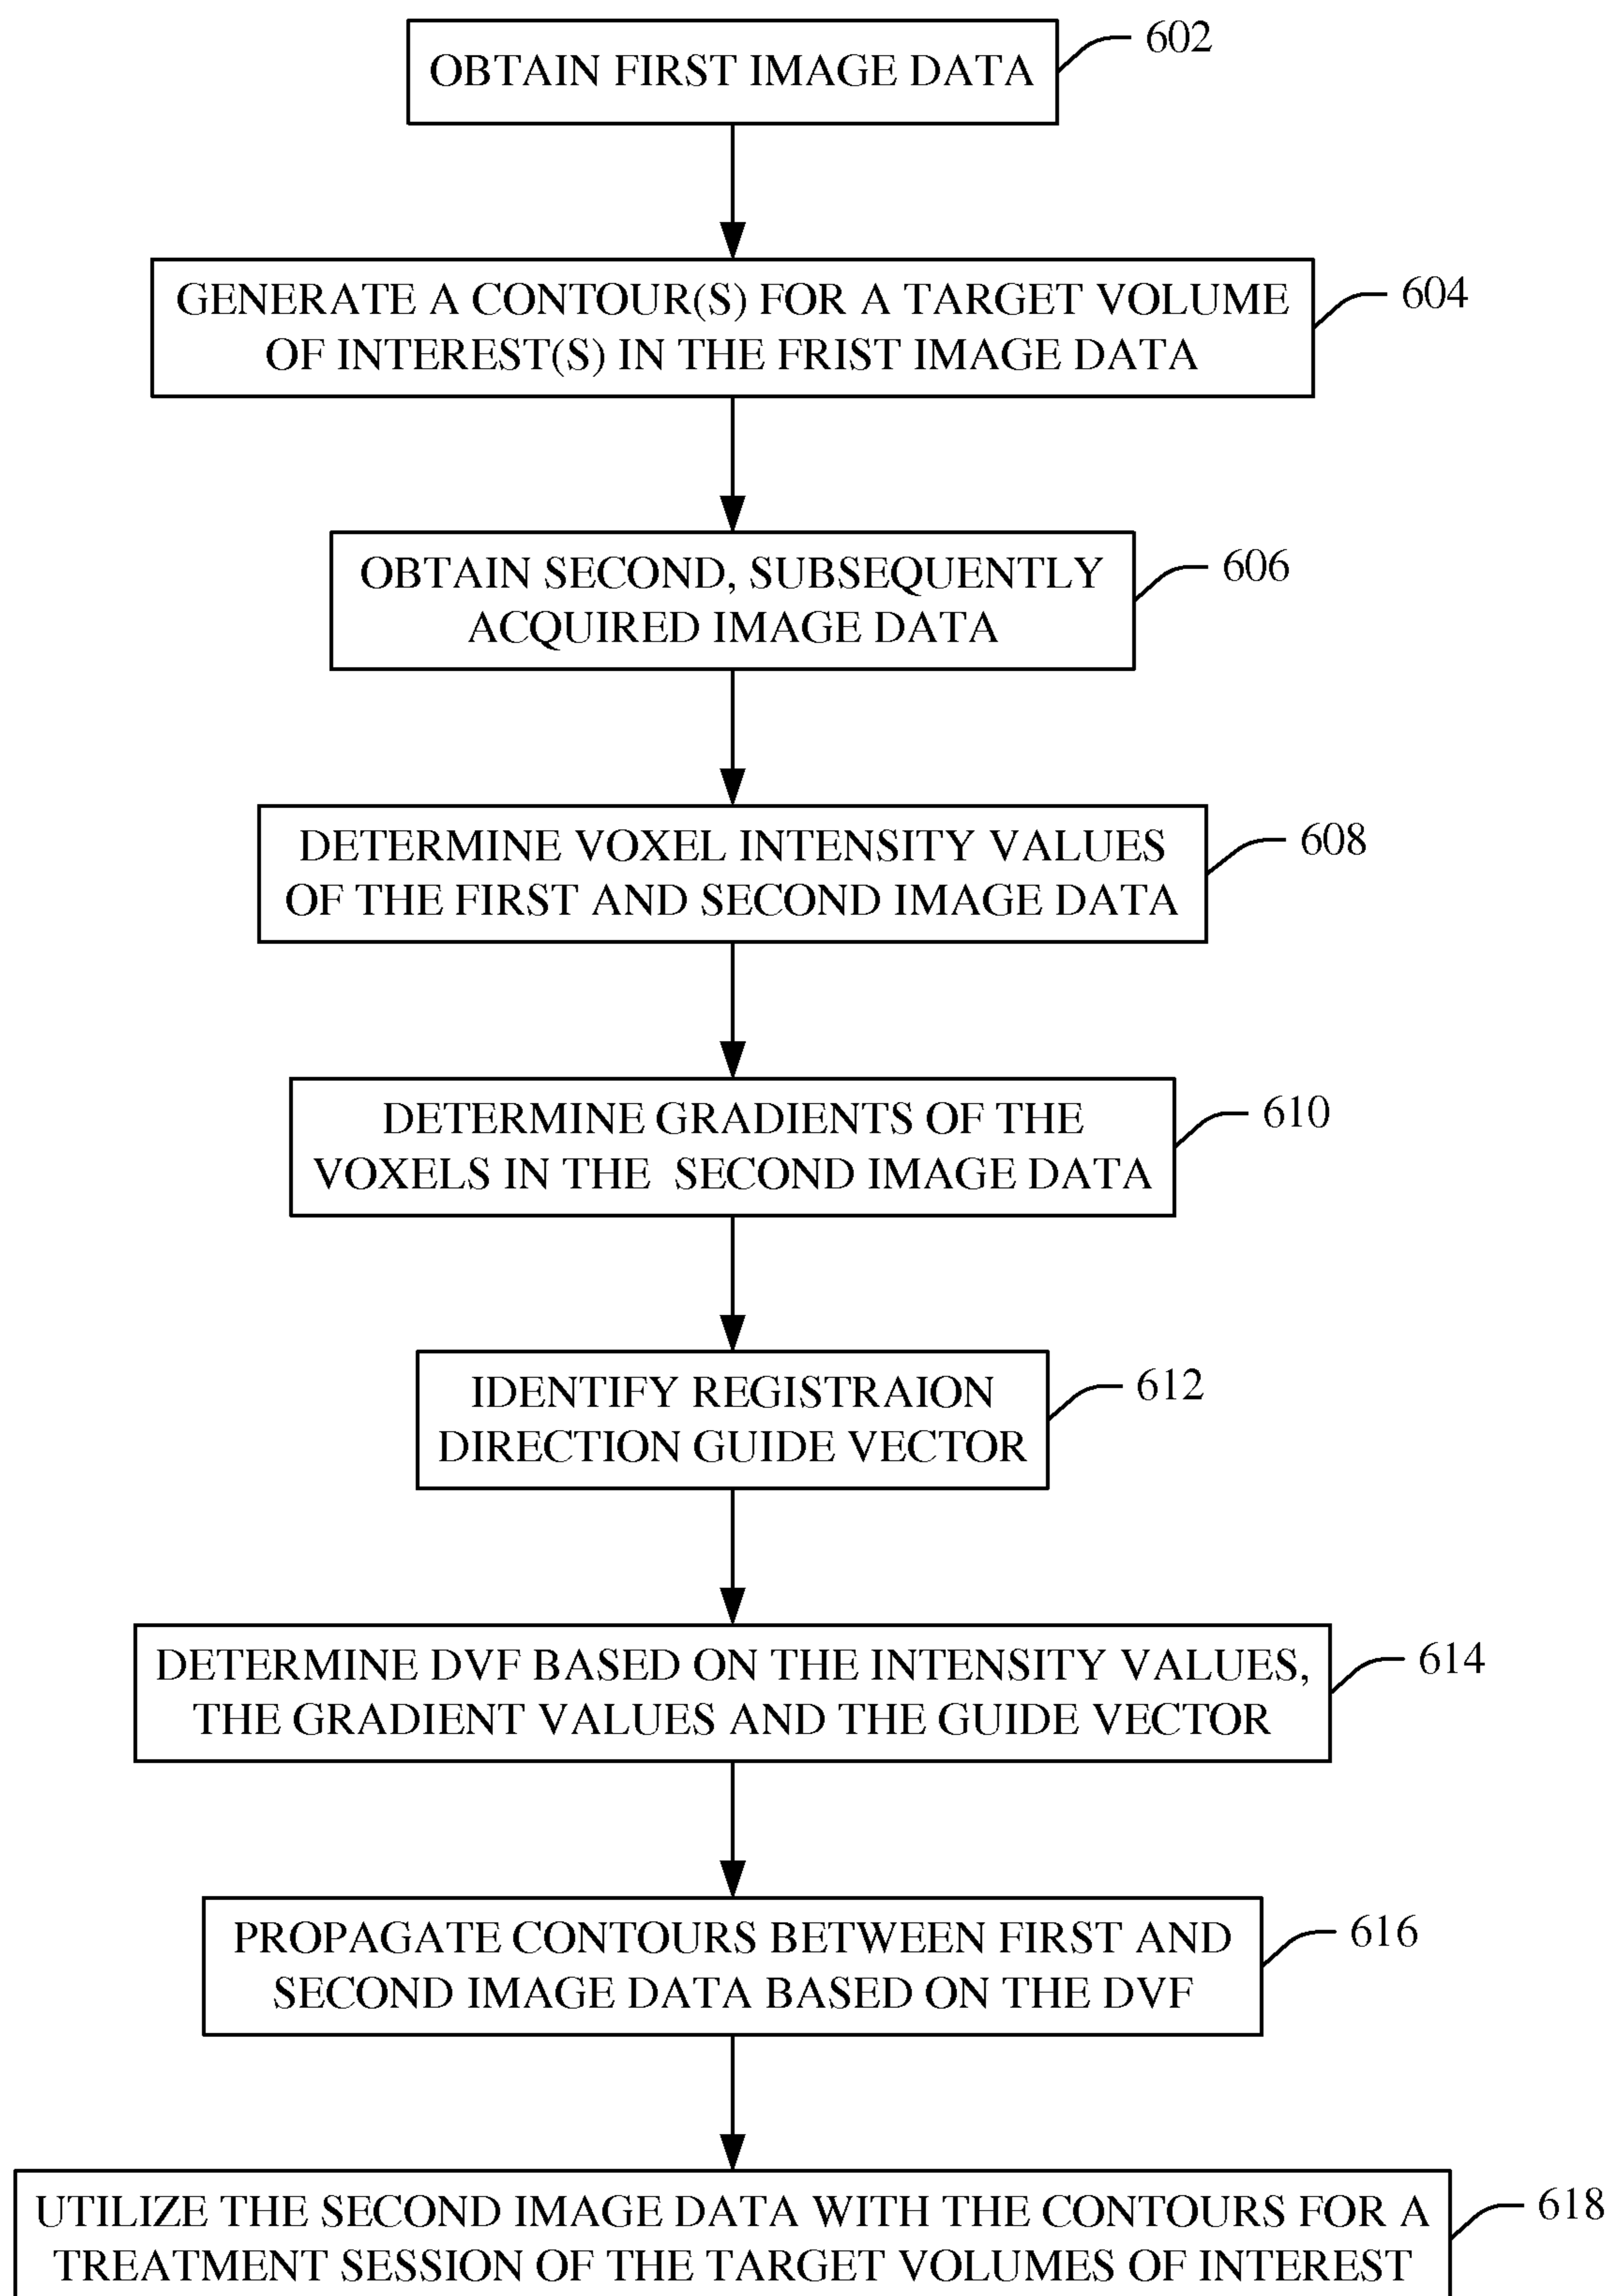 OBTAIN FIRST IMAGE DATA
602
GENERATE A CONTOUR(S) FOR A TARGET VOLUME
OF INTEREST(S) IN THE FRIST IMAGE DATA
604
OBTAIN SECOND, SUBSEQUENTLY
ACQUIRED IMAGE DATA
606
DETERMINE VOXEL INTENSITY VALUES
OF THE FIRST AND SECOND IMAGE DATA
608
DETERMINE GRADIENTS OF THE
VOXELS IN THE SECOND IMAGE DATA
610
IDENTIFY REGISTRAION
DIRECTION GUIDE VECTOR
612
DETERMINE DVF BASED ON THE INTENSITY VALUES,
THE GRADIENT VALUES AND THE GUIDE VECTOR
614
PROPAGATE CONTOURS BETWEEN FIRST AND
SECOND IMAGE DATA BASED ON THE DVF
616
UTILIZE THE SECOND IMAGE DATA WITH THE CONTOURS FOR A
TREATMENT SESSION OF THE TARGET VOLUMES OF INTEREST
618